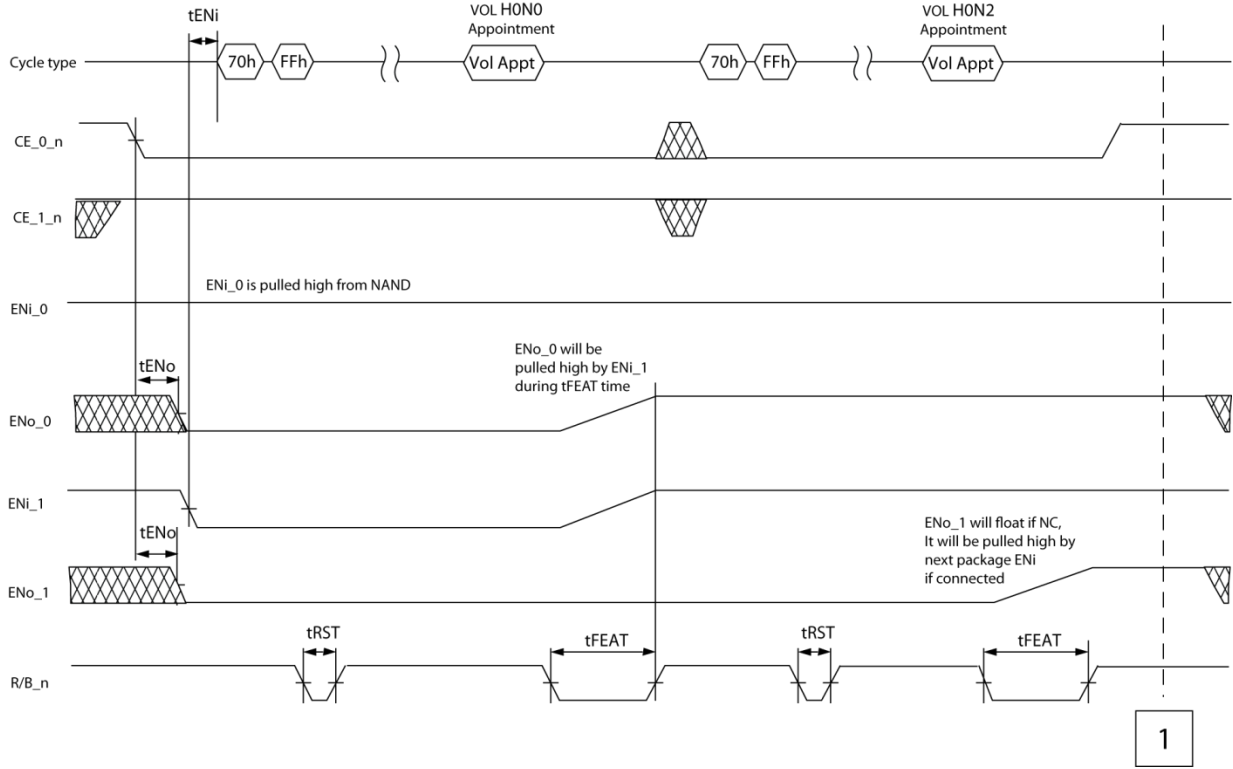 tENi
VOL H0N0
Appointment
VOL H0N2
Appointment
Cycle type
70h
FFh
Vol Appt
70h
FFh
Vol Appt
CE_0_n
CE_1_n
ENi_0 is pulled high from NAND
ENi_0
ENo_0 will be
pulled high by ENi_1
during tFEAT time
tENo
ENo_0
ENi_1
ENo_1 will float if NC,
It will be pulled high by
next package ENi
if connected
tENo
ENo_1
tRST
tFEAT
tRST
tFEAT
R/B_n
1